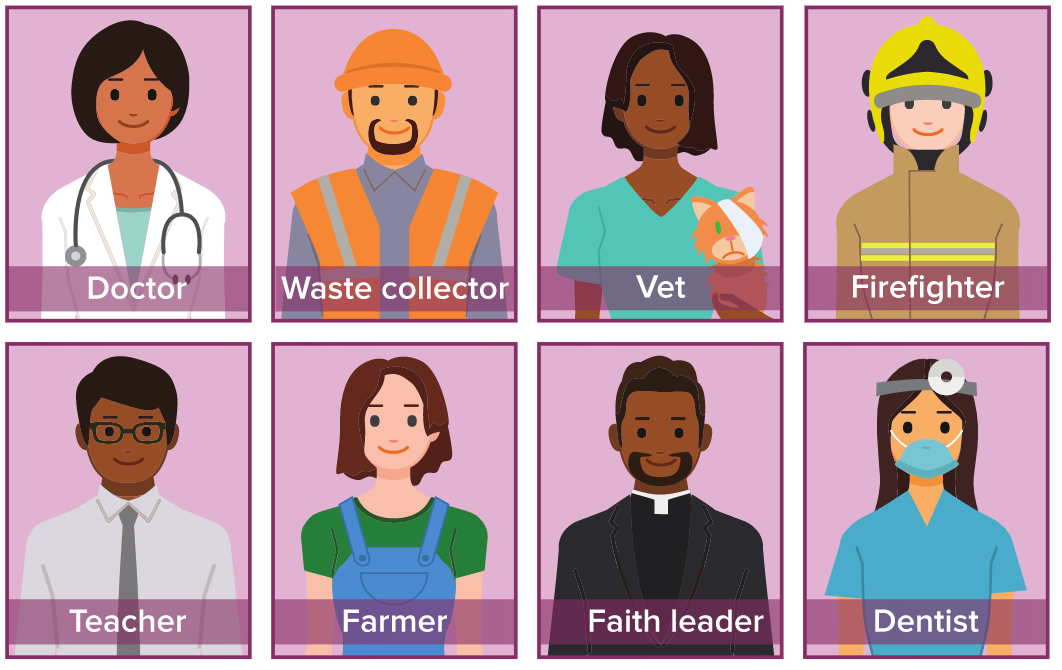 Doctor
Waste collector
Vet
Firefighter
Teacher
Farmer
Faith leader
Dentist